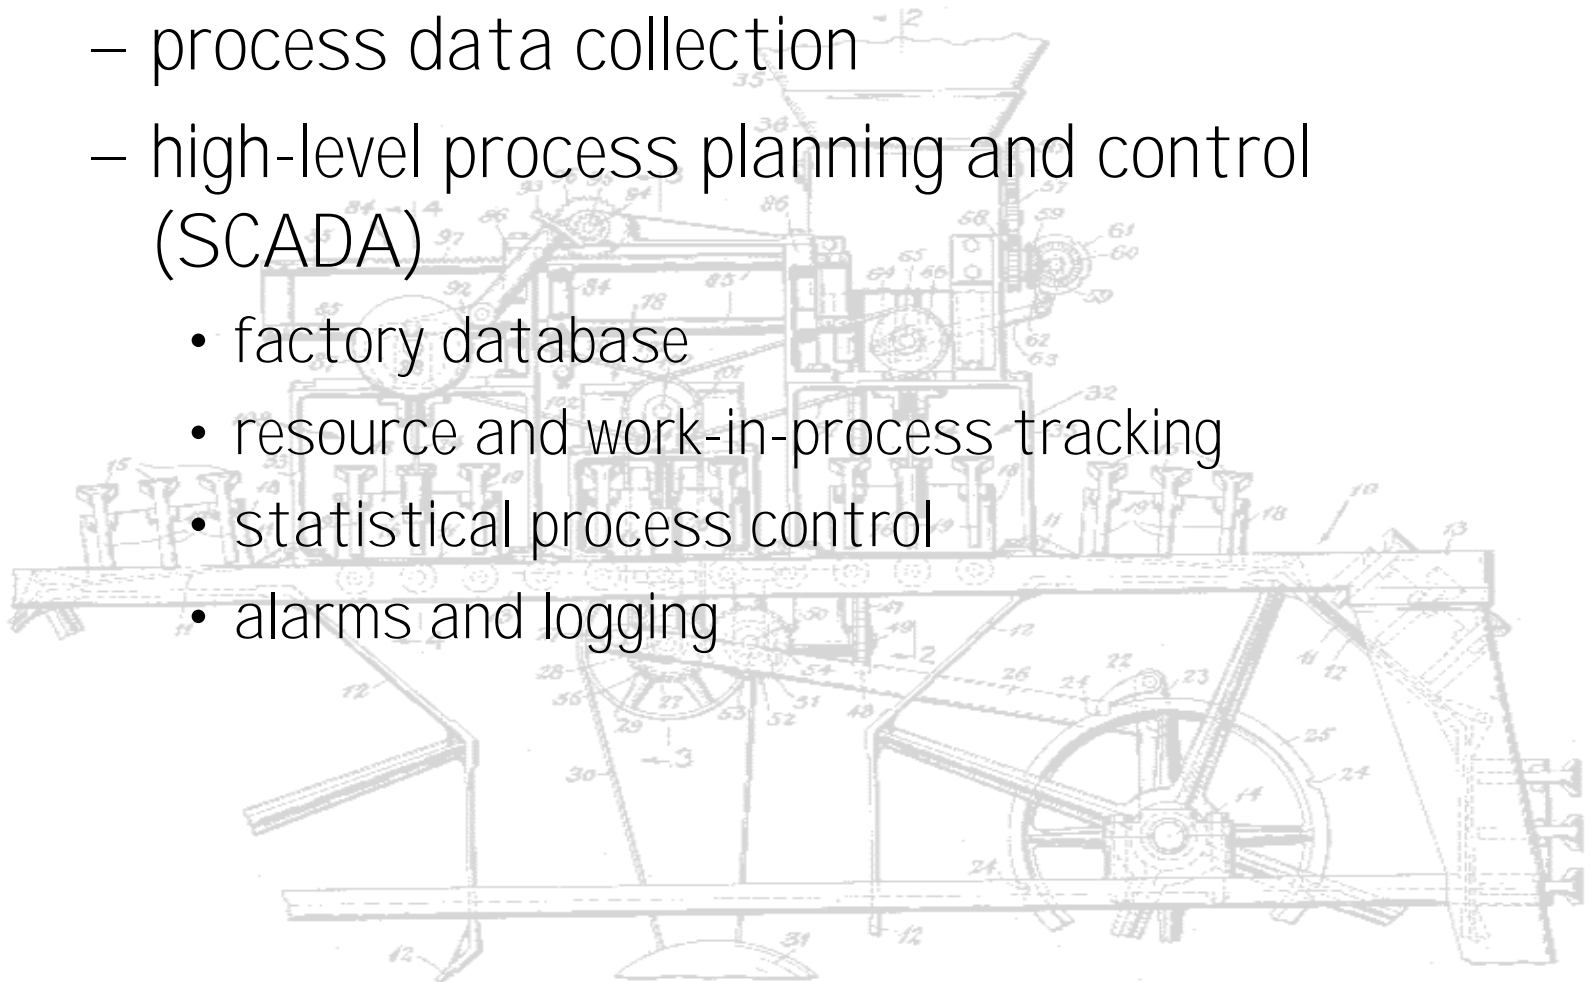 – process data collection
– high-level process planning and control
(SCADA)
• factory database
• resource and work-in-process tracking
• statistical process control
• alarms and logging